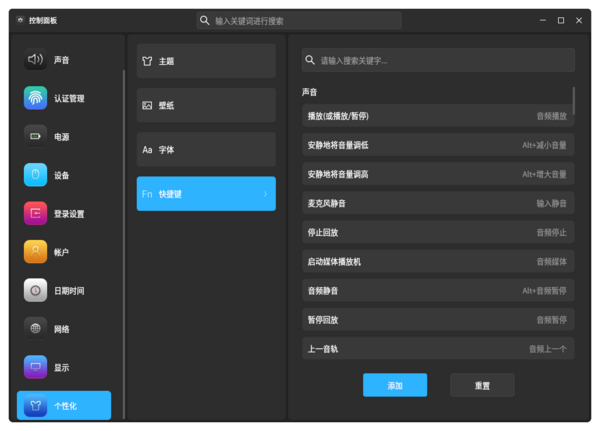 控制面板
输入关键词进行搜索
声音
认证管理
电源
设备
登录设置
帐户
日期时间
网络
显示
个性化
主题
壁纸
Aa 字体
Fn 快捷键
请输入搜索关键字...
声音
播放(或播放/暂停) 音频播放
安静地将音量调低 Alt+减小音量
安静地将音量调高 Alt+增大音量
麦克风静音 输入静音
停止回放 音频停止
启动媒体播放机 音频媒体
音频静音 Alt+音频暂停
暂停回放 音频暂停
上一音轨 音频上一个
添加 重置